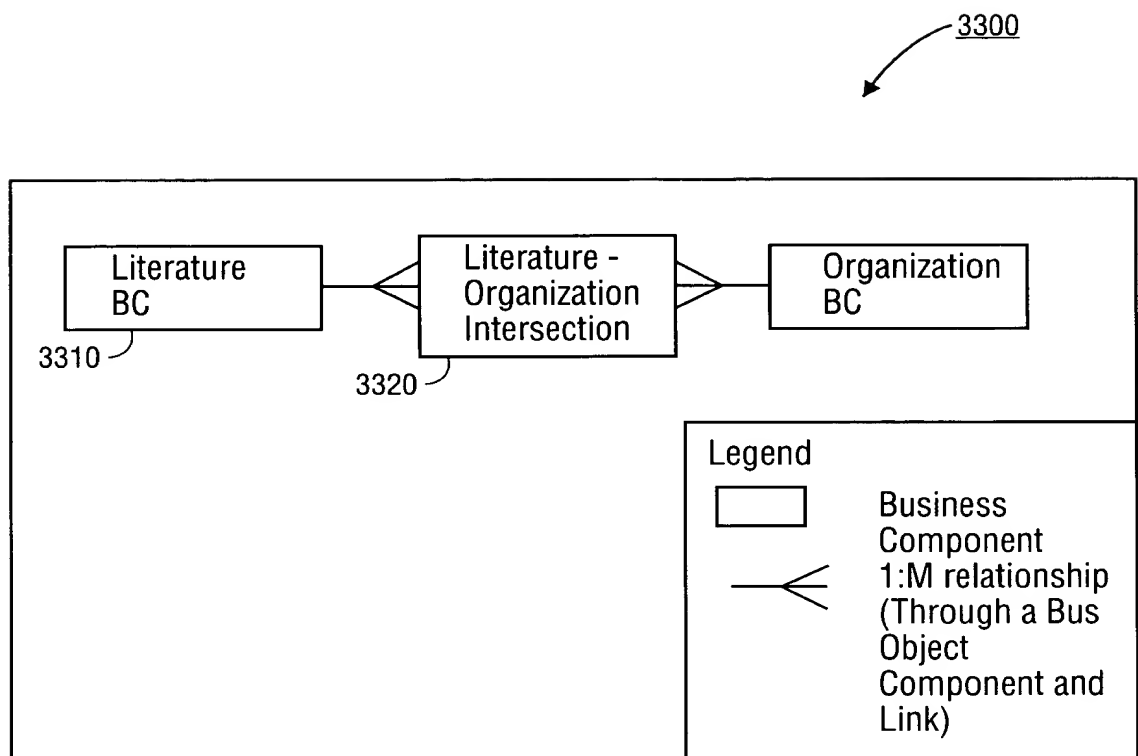 3300
Literature
BC
3310
Literature -
Organization
Intersection
3320
Organization
BC
Legend
Business
Component
1:M relationship
(Through a Bus
Object
Component and
Link)